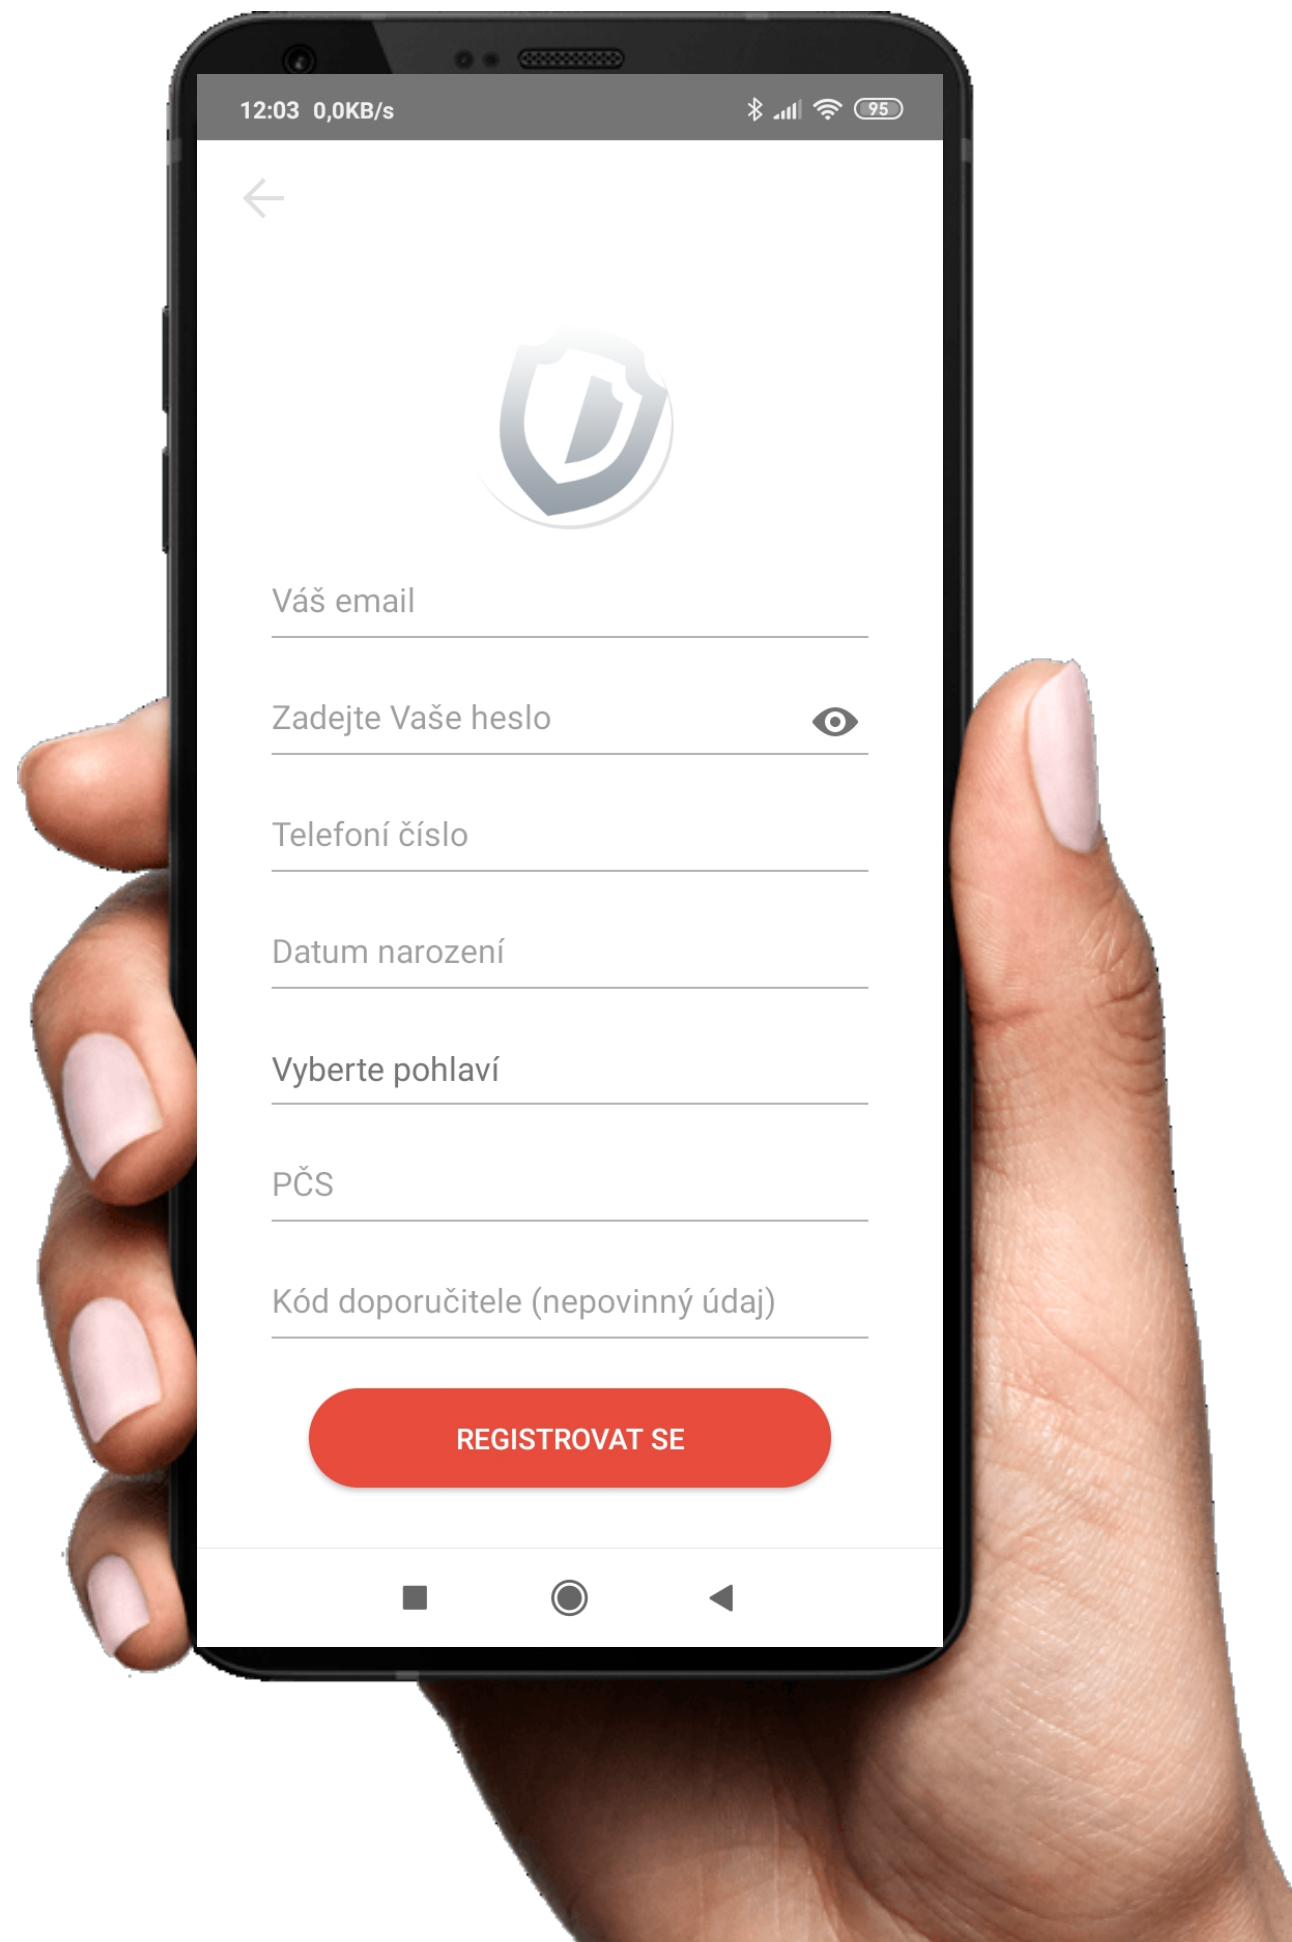 12:03 0,0KB/s 95
Váš email
Zadejte Vaše heslo
Telefoní číslo
Datum narození
Vyberte pohlaví
PČS
Kód doporučitele (nepovinný údaj)
REGISTROVAT SE